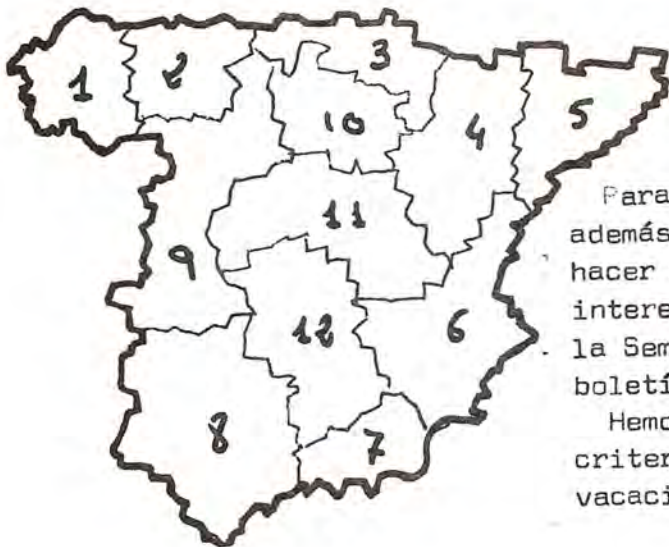 1
2
3
4
5
10
11
9
6
12
8
7
Para
además
hacer
intere
la Sem
boletí
Hemo
criter
vacaci